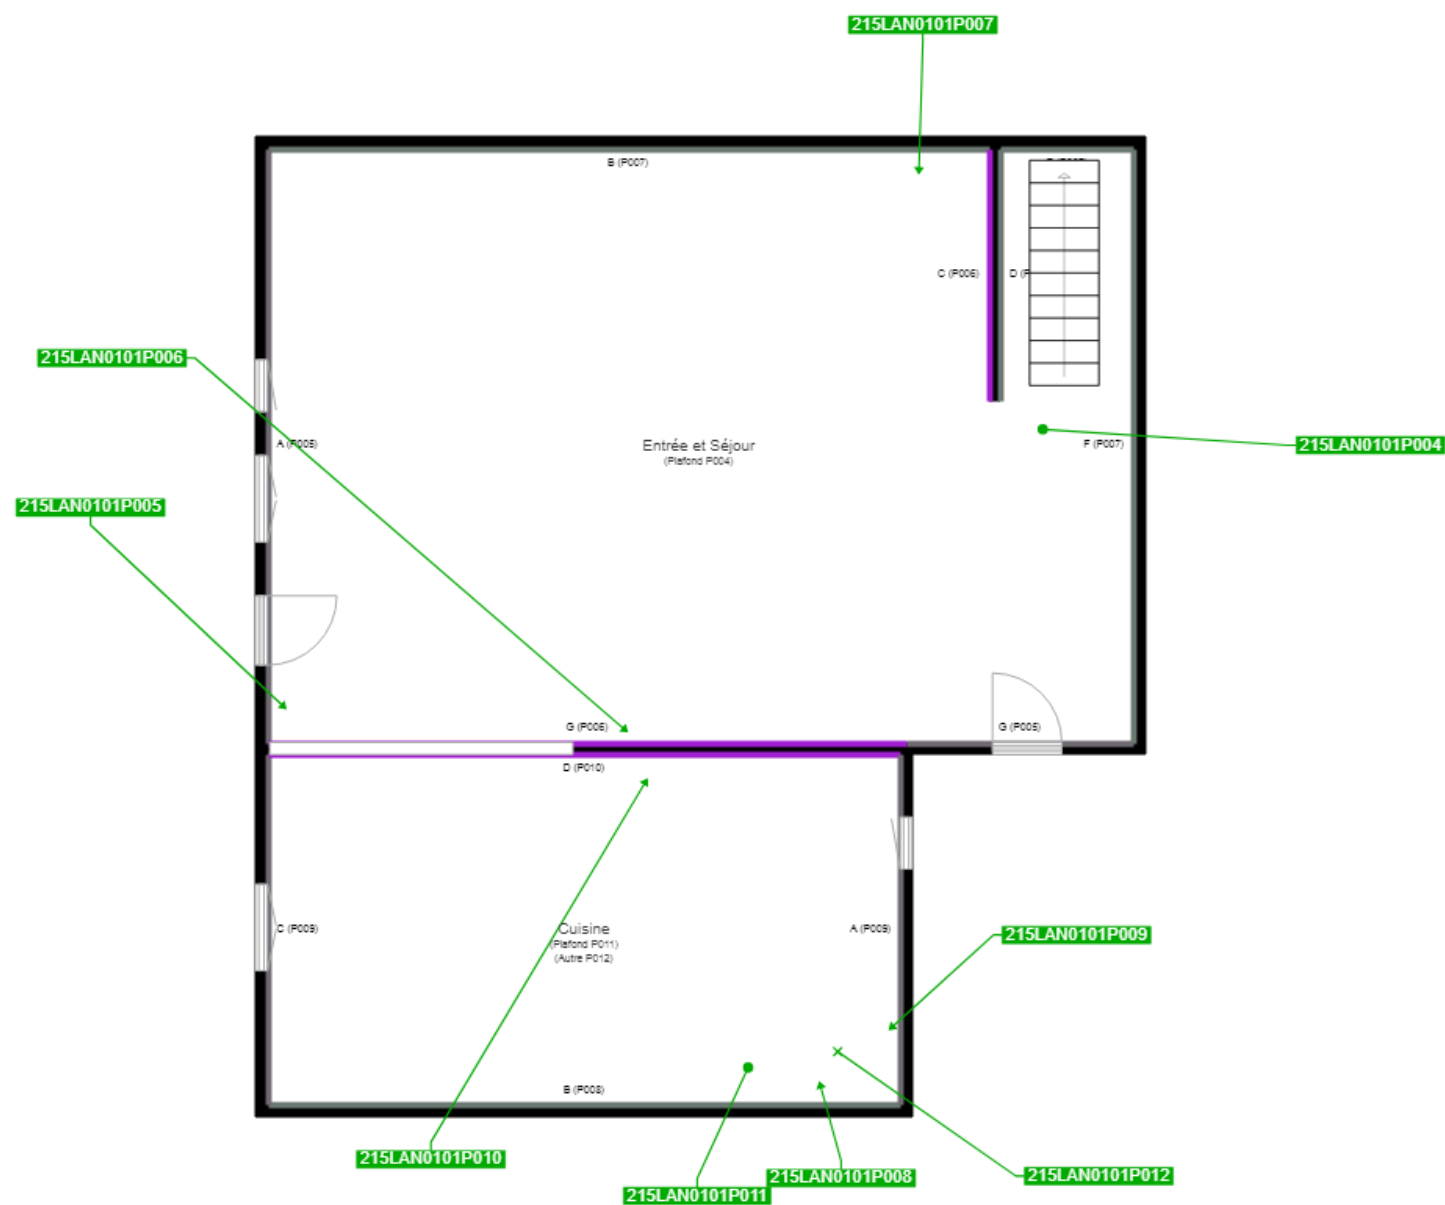 215LAN0101P007
B (P007)
C (P006)
215LAN0101P006
A (P005)
Entrée et Séjour
(Plafond P004)
F (P007)
215LAN0101P004
215LAN0101P005
G (P006)
G (P005)
D (P010)
C (P009)
Cuisine
(Plafond P011)
(Autre P012)
A (P009)
215LAN0101P009
B (P008)
215LAN0101P010
215LAN0101P011
215LAN0101P008
215LAN0101P012